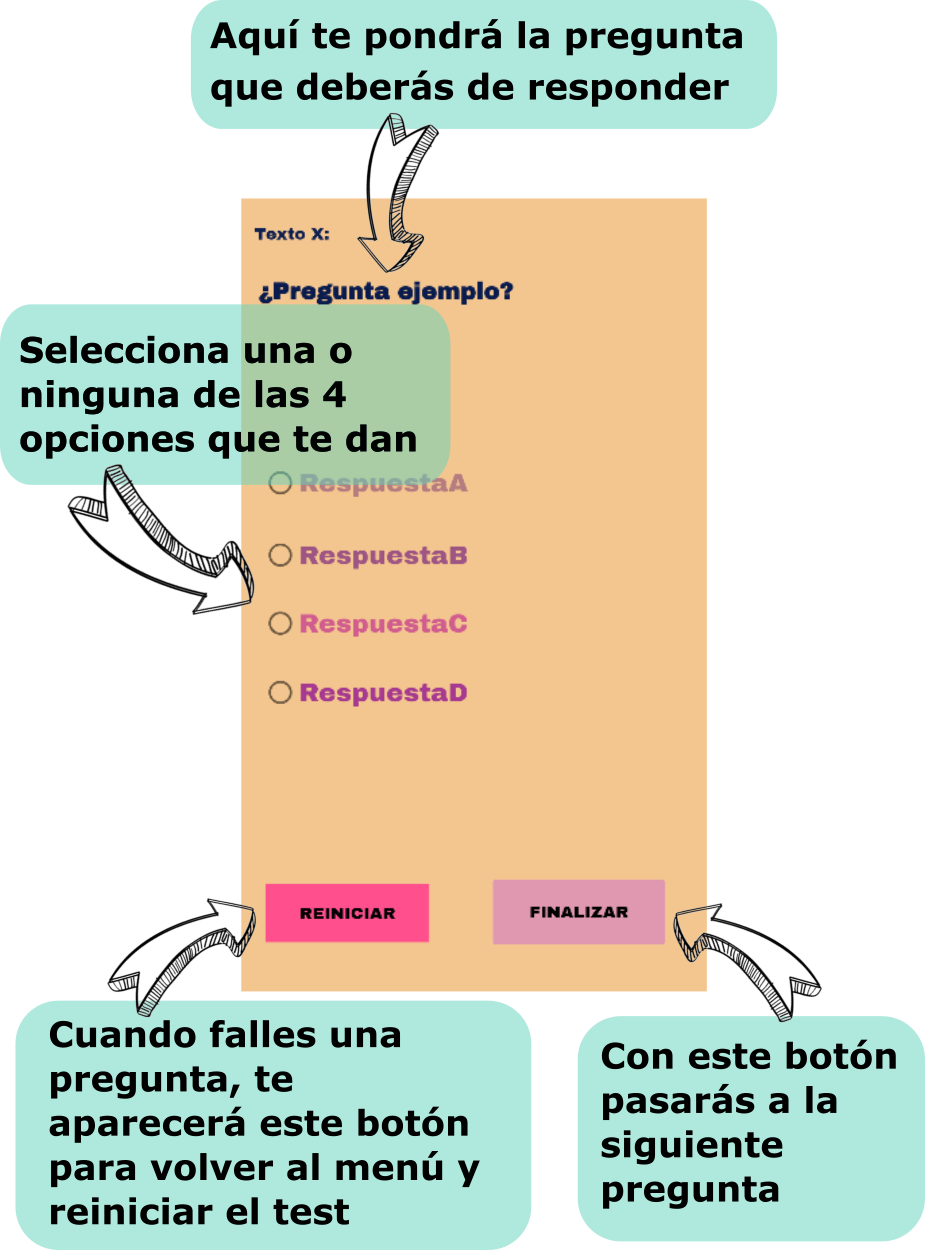 Aquí te pondrá la pregunta
que deberás de responder
Texto X:
¿Pregunta ejemplo?
Selecciona una o
ninguna de las 4
opciones que te dan
RespuestaA
RespuestaB
RespuestaC
RespuestaD
REINICIAR
FINALIZAR
Cuando falles una
pregunta, te
aparecerá este botón
para volver al menú y
reiniciar el test
Con este botón
pasarás a la
siguiente
pregunta